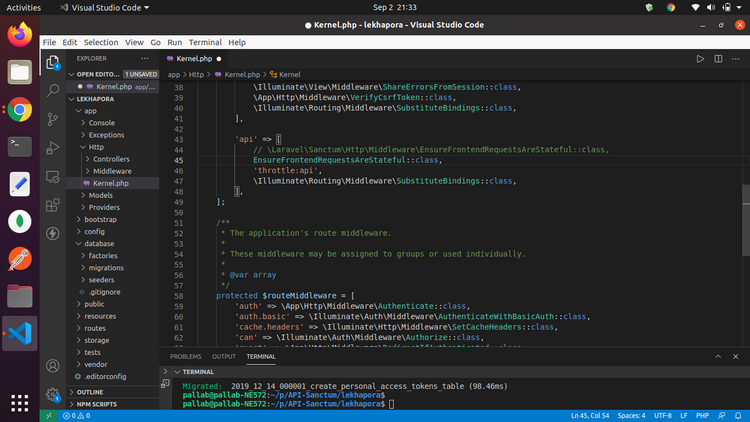 Activities
Visual Studio Code
Sep 2 21:33
Kernel.php - lekhapora - Visual Studio Code
File Edit Selection View Go Run Terminal Help
EXPLORER
OPEN EDITO... 1 UNSAVED
Kernel.php app/...
LEKHAPORA
app
Console
Exceptions
Http
Controllers
Middleware
Kernel.php
Models
Providers
bootstrap
config
database
factories
migrations
seeders
.gitignore
public
resources
routes
storage
tests
vendor
.editorconfig
OUTLINE
NPM SCRIPTS
Kernel.php
app > Http > Kernel.php > Kernel
38 \Illuminate\View\Middleware\ShareErrorsFromSession::class,
39 \App\Http\Middleware\VerifyCsrfToken::class,
40 \Illuminate\Routing\Middleware\SubstituteBindings::class,
41 ],
42
43 'api' => [
44 // \Laravel\Sanctum\Http\Middleware\EnsureFrontendRequestsAreStateful::class,
45 EnsureFrontendRequestsAreStateful::class,
46 'throttle:api',
47 \Illuminate\Routing\Middleware\SubstituteBindings::class,
48 ],
49 ];
50
51 /**
52 * The application's route middleware.
53 *
54 * These middleware may be assigned to groups or used individually.
55 *
56 * @var array
57 */
58 protected $routeMiddleware = [
59 'auth' => \App\Http\Middleware\Authenticate::class,
60 'auth.basic' => \Illuminate\Auth\Middleware\AuthenticateWithBasicAuth::class,
61 'cache.headers' => \Illuminate\Http\Middleware\SetCacheHeaders::class,
62 'can' => \Illuminate\Auth\Middleware\Authorize::class,
PROBLEMS OUTPUT TERMINAL
TERMINAL
Migrated: 2019_12_14_000001_create_personal_access_tokens_table (98.46ms)
pallab@pallab-NE572:~/p/API-Sanctum/lekhapora$
pallab@pallab-NE572:~/p/API-Sanctum/lekhapora$
0 0 Ln 45, Col 54 Spaces: 4 UTF-8 LF PHP